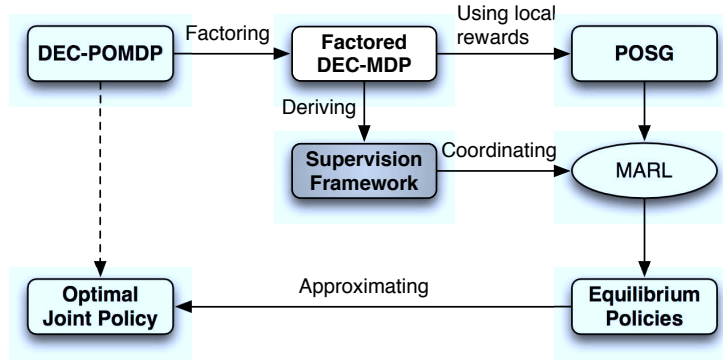 DEC-POMDP
Factoring
Factored
DEC-MDP
Using local
rewards
POSG
Deriving
Supervision
Framework
Coordinating
MARL
Optimal
Joint Policy
Approximating
Equilibrium
Policies